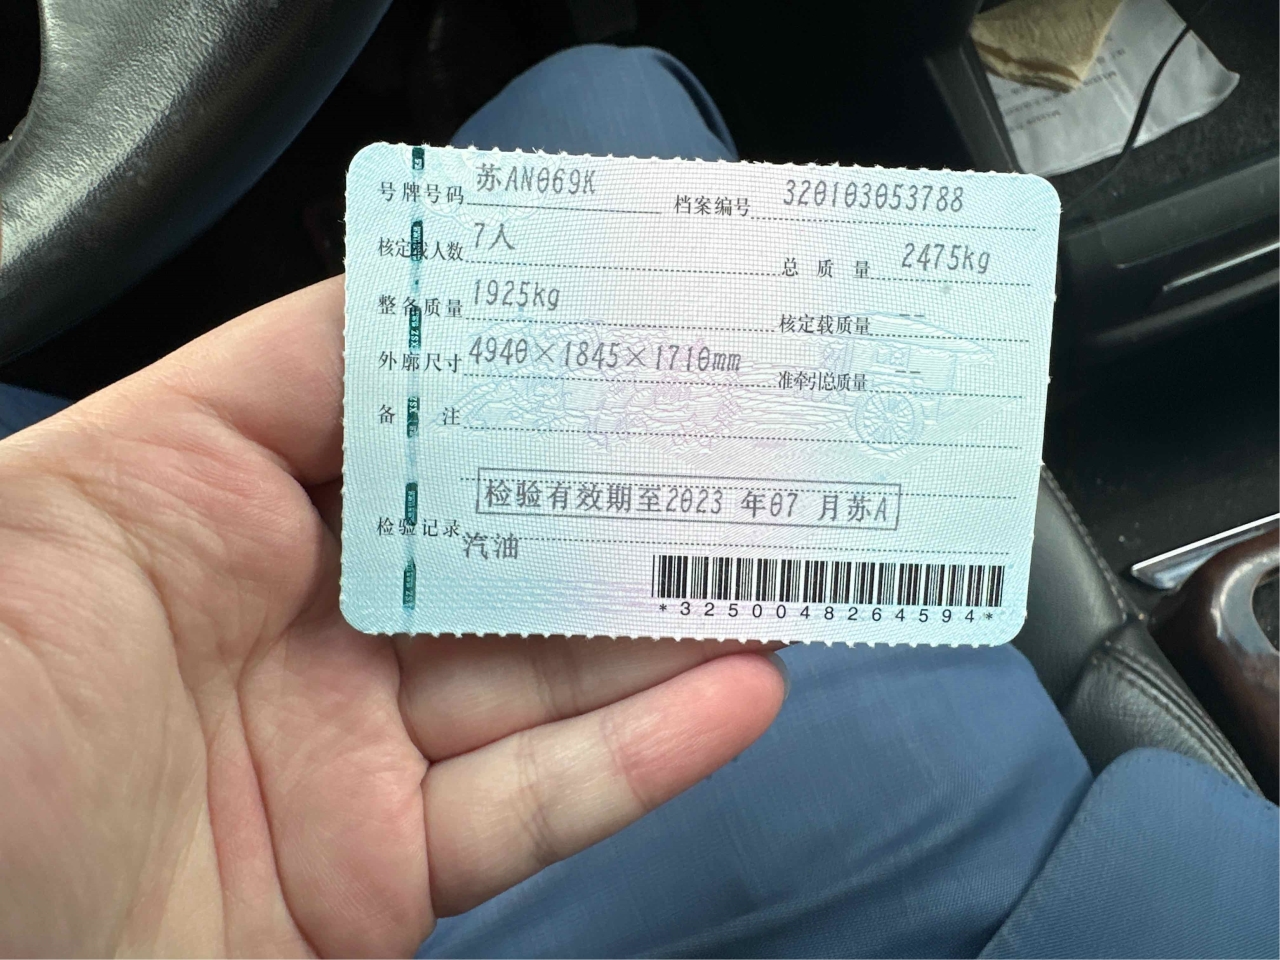 号牌号码 苏AN069K 档案编号 320103053788
核定载人数 7人 总质量 2475kg
整备质量 1925kg 核定载质量 --
外廓尺寸 4940×1845×1710mm 准牵引总质量 --
备注
检验有效期至2023 年07 月苏A
检验记录 汽油
*3250048264594*